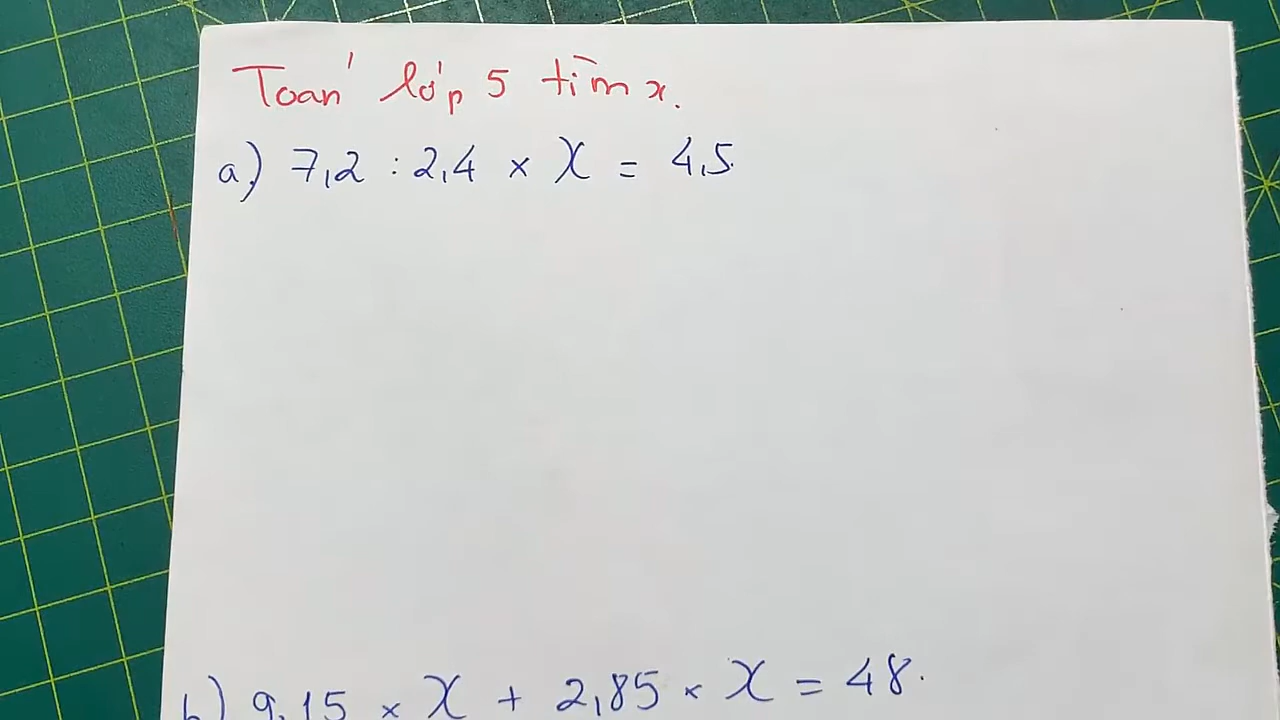 Toán lớp 5 tìm x.
a) 7,2 : 2,4 × x = 4,5
b) 9,15 × x + 2,85 × x = 48.